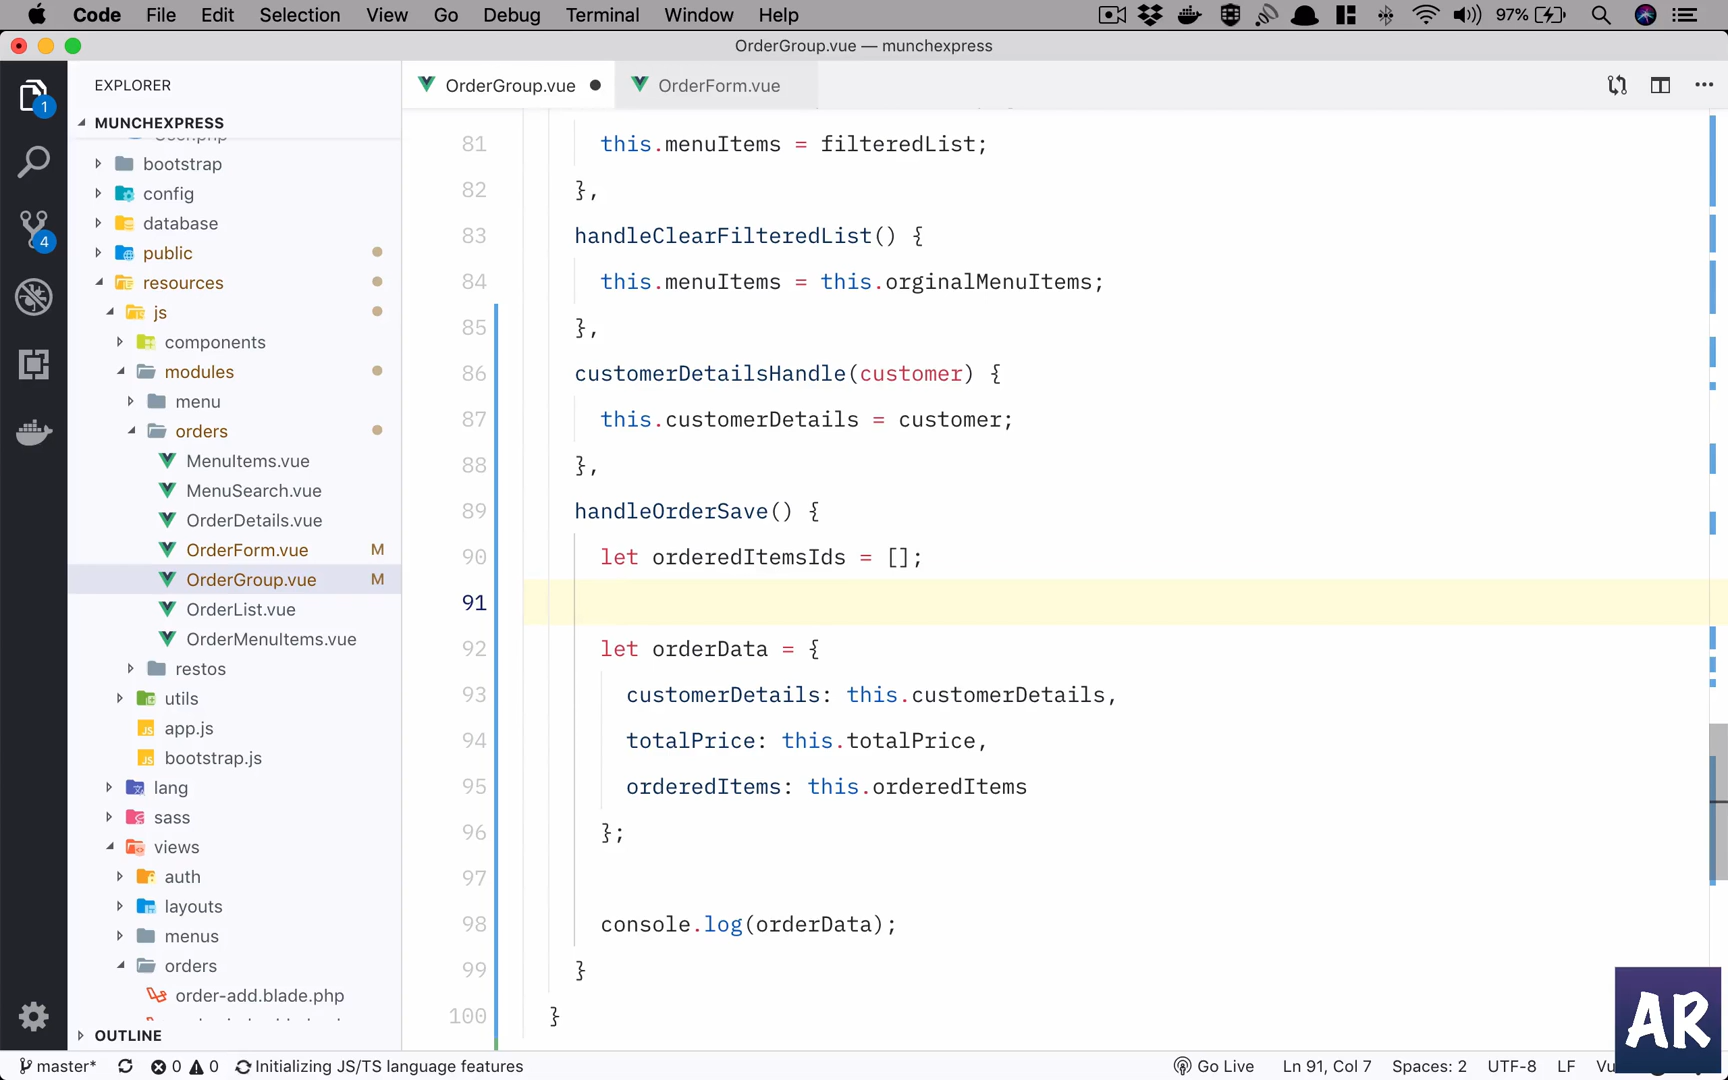 Code File Edit Selection View Go Debug Terminal Window Help 97%
OrderGroup.vue — munchexpress
1
4
EXPLORER
MUNCHEXPRESS
bootstrap
config
database
public
resources
js
components
modules
menu
orders
MenuItems.vue
MenuSearch.vue
OrderDetails.vue
OrderForm.vue M
OrderGroup.vue M
OrderList.vue
OrderMenuItems.vue
restos
utils
JS app.js
JS bootstrap.js
lang
sass
views
auth
layouts
menus
orders
order-add.blade.php
OUTLINE
OrderGroup.vue OrderForm.vue
81 this.menuItems = filteredList;
82 },
83 handleClearFilteredList() {
84 this.menuItems = this.orginalMenuItems;
85 },
86 customerDetailsHandle(customer) {
87 this.customerDetails = customer;
88 },
89 handleOrderSave() {
90 let orderedItemsIds = [];
91
92 let orderData = {
93 customerDetails: this.customerDetails,
94 totalPrice: this.totalPrice,
95 orderedItems: this.orderedItems
96 };
97
98 console.log(orderData);
99 }
100 }
AR
master* 0 0 Initializing JS/TS language features Go Live Ln 91, Col 7 Spaces: 2 UTF-8 LF